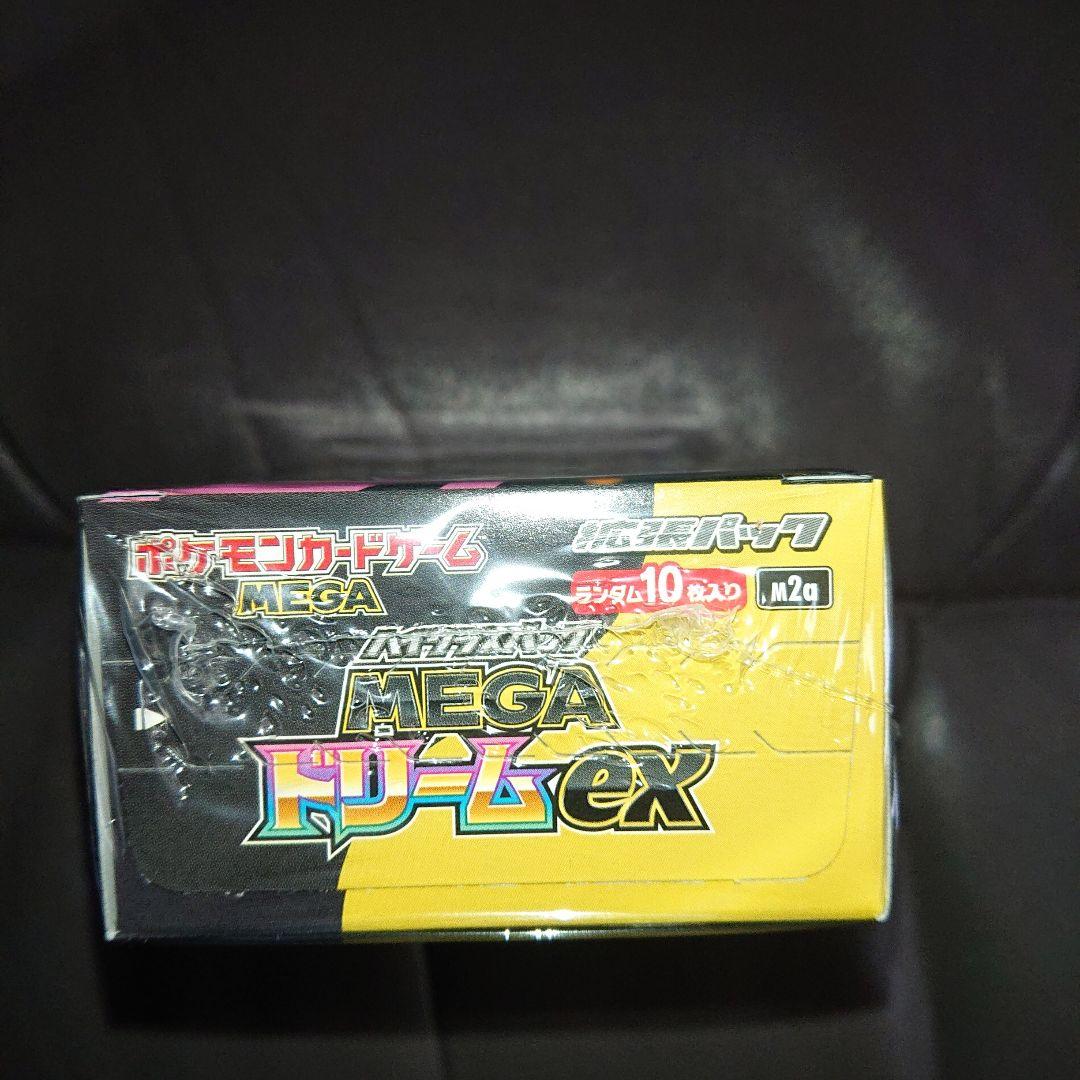 ポケモンカードゲーム
MEGA
拡張パック
ランダム10枚入り
M2a
ハイクラスパック
MEGA
ドリームex